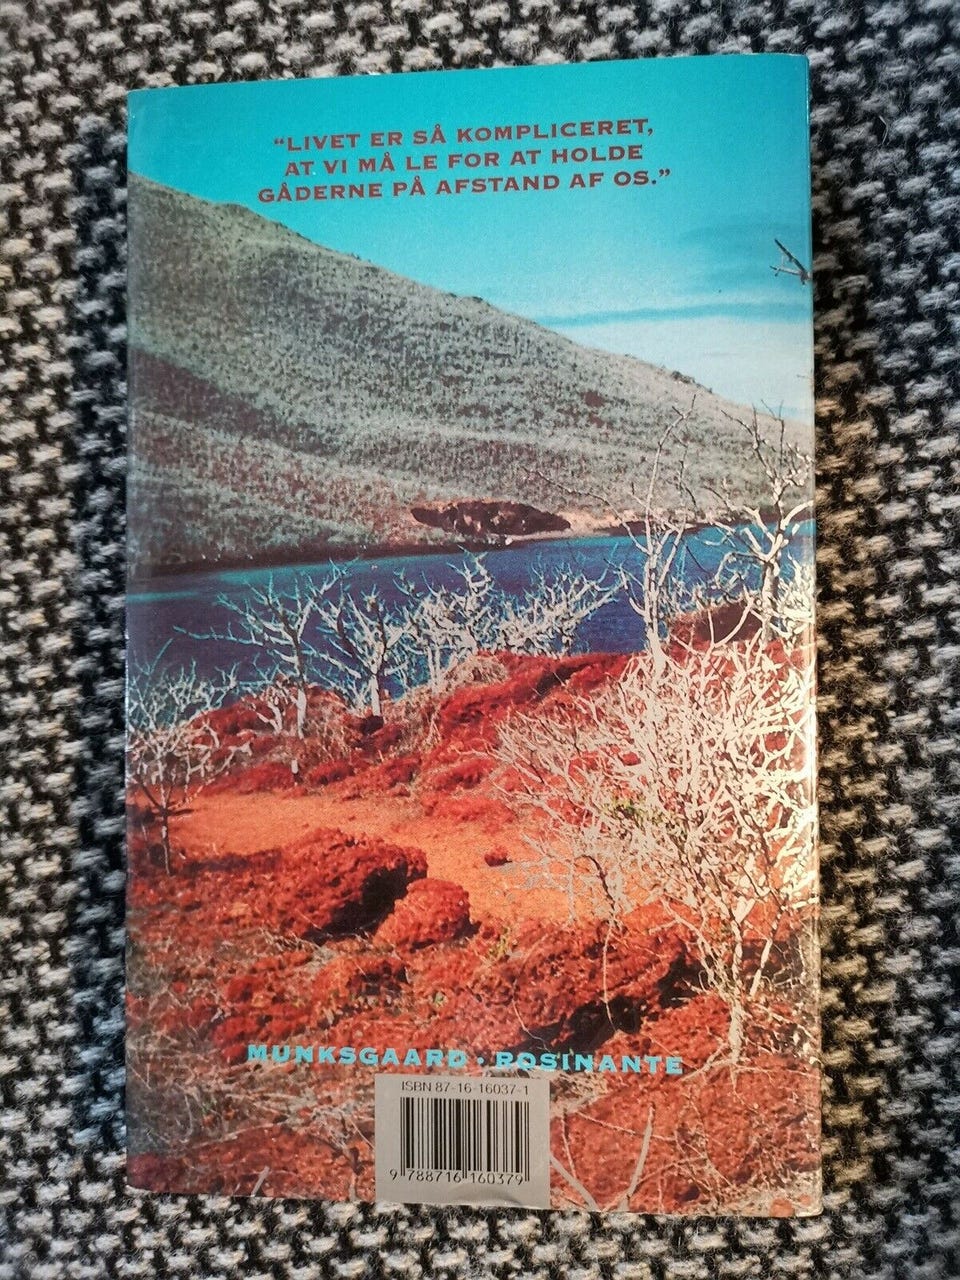 “LIVET ER SÅ KOMPLICERET,
AT VI MÅ LE FOR AT HOLDE
GÅDERNE PÅ AFSTAND AF OS.”
MUNKSGAARD · ROSINANTE
ISBN 87-16-16037-1
9 788716 160379